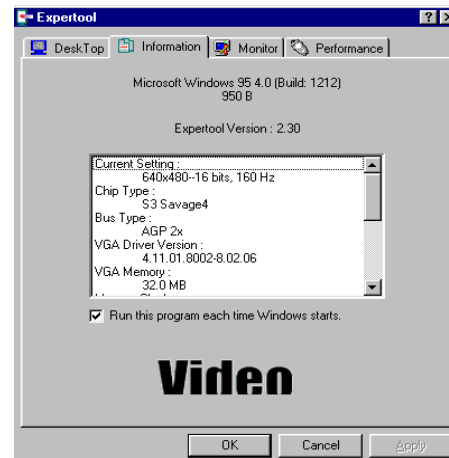 Expertool
DeskTop Information Monitor Performance
Microsoft Windows 95 4.0 (Build: 1212)
950 B
Expertool Version : 2.30
Current Setting :
640x480--16 bits, 160 Hz
Chip Type :
S3 Savage4
Bus Type :
AGP 2x
VGA Driver Version :
4.11.01.8002-8.02.06
VGA Memory :
32.0 MB
Run this program each time Windows starts.
Video
OK Cancel Apply